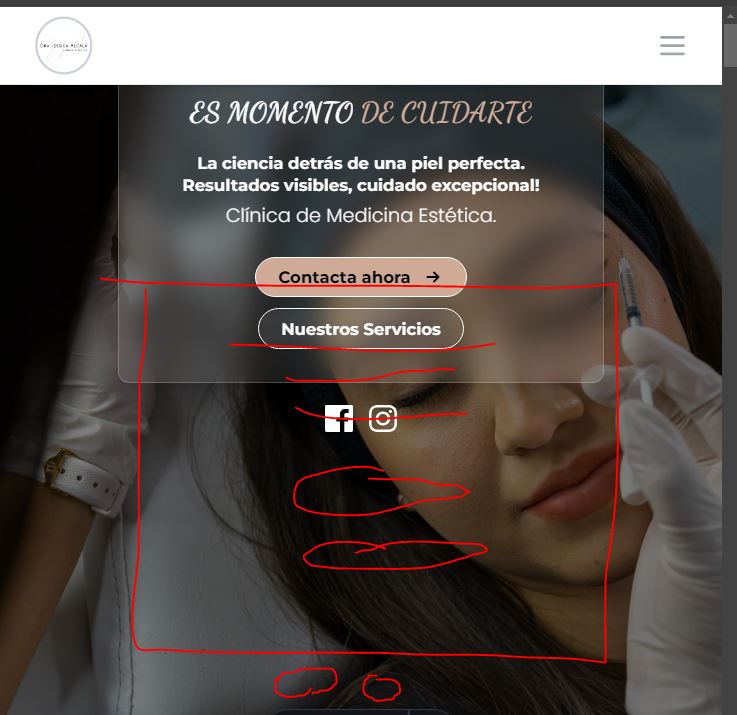 DRA JESSICA ALCALÁ
ES MOMENTO DE CUIDARTE
La ciencia detrás de una piel perfecta.
Resultados visibles, cuidado excepcional!
Clínica de Medicina Estética.
Contacta ahora →
Nuestros Servicios